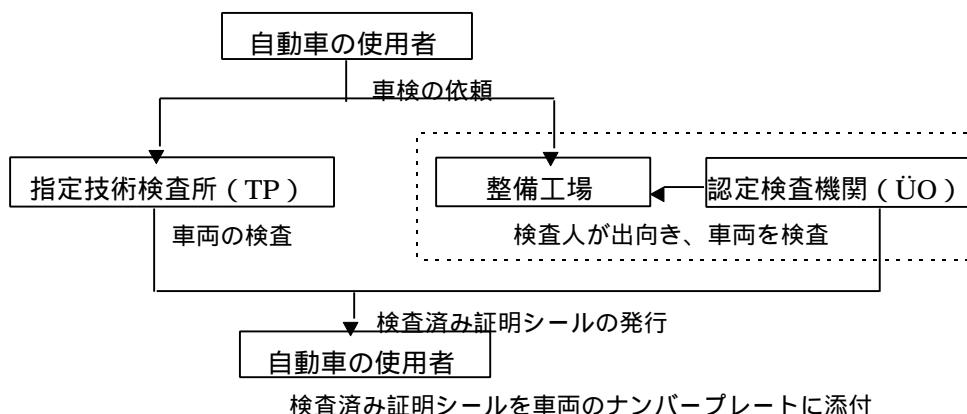 自動車の使用者
車検の依頼
指定技術検査所（TP）
整備工場
認定検査機関（ÜO）
車両の検査
検査人が出向き、車両を検査
検査済み証明シールの発行
自動車の使用者
検査済み証明シールを車両のナンバープレートに添付